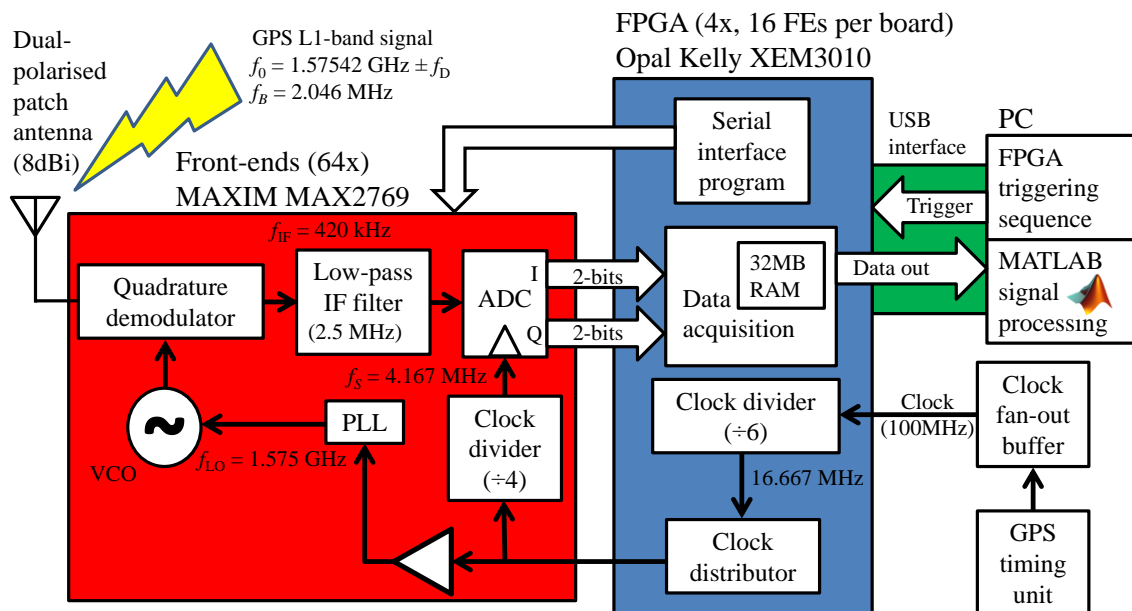 Dual-
polarised
patch
antenna
(8dBi)
GPS L1-band signal
f0 = 1.57542 GHz ± fD
fB = 2.046 MHz
Front-ends (64x)
MAXIM MAX2769
fIF = 420 kHz
Quadrature
demodulator
Low-pass
IF filter
(2.5 MHz)
ADC
I
Q
2-bits
2-bits
fS = 4.167 MHz
~
VCO
fLO = 1.575 GHz
PLL
Clock
divider
(÷4)
FPGA (4x, 16 FEs per board)
Opal Kelly XEM3010
Serial
interface
program
Data
acquisition
32MB
RAM
Clock divider
(÷6)
16.667 MHz
Clock
distributor
USB
interface
Trigger
Data out
PC
FPGA
triggering
sequence
MATLAB
signal
processing
Clock
(100MHz)
Clock
fan-out
buffer
GPS
timing
unit